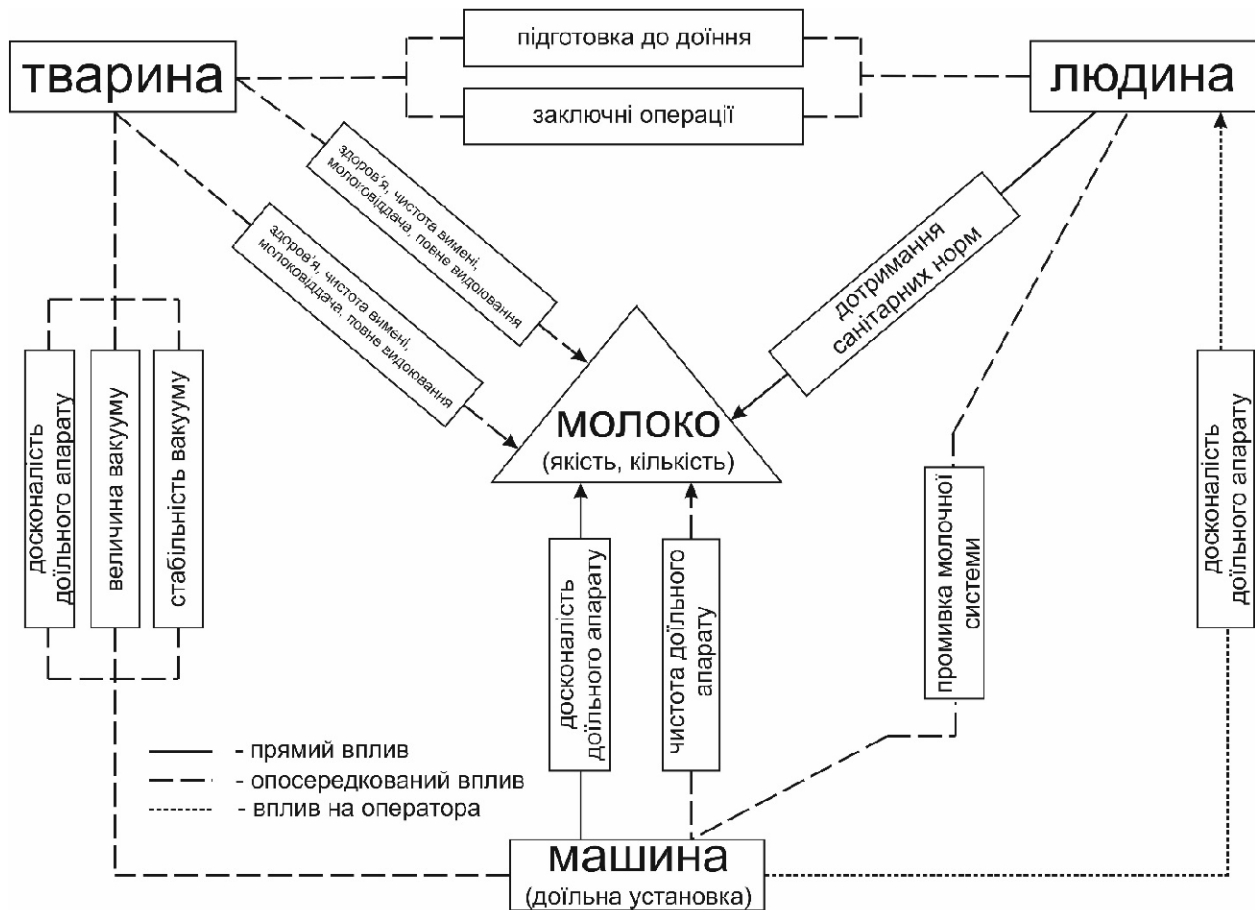 підготовка до доїння
тварина
людина
заключні операції
здоров'я, чистота вимені,
молоковіддача, повне видоювання
здоров'я, чистота вимені,
молоковіддача, повне видоювання
дотримання
санітарних норм
молоко
(якість, кількість)
досконалість
доїльного апарату
величина вакууму
стабільність вакууму
досконалість
доїльного апарату
чистота доїльного
апарату
промивка молочної
системи
досконалість
доїльного апарату
- прямий вплив
- опосередкований вплив
- вплив на оператора
машина
(доїльна установка)